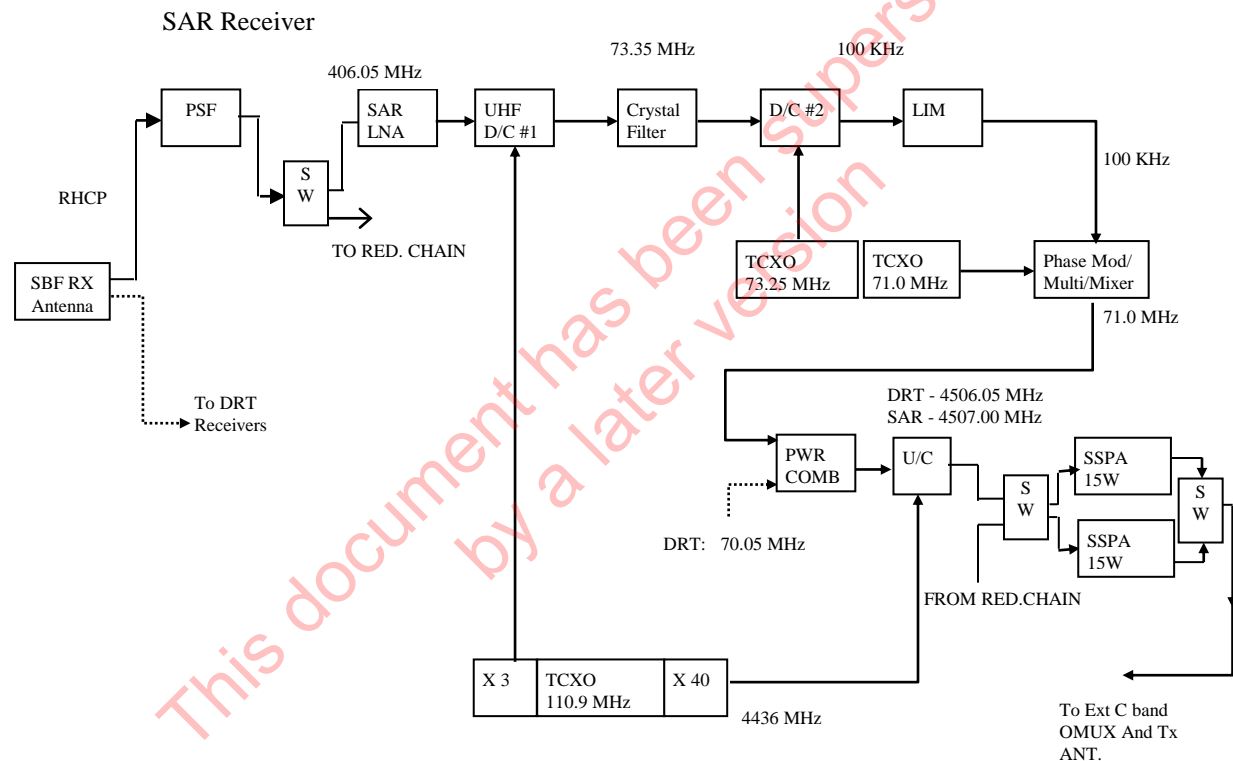 SAR Receiver
73.35 MHz
100 KHz
406.05 MHz
PSF
SAR
LNA
UHF
D/C #1
Crystal
Filter
D/C #2
LIM
S
W
100 KHz
RHCP
TO RED. CHAIN
SBF RX
Antenna
TCXO
73.25 MHz
TCXO
71.0 MHz
Phase Mod/
Multi/Mixer
71.0 MHz
To DRT
Receivers
DRT - 4506.05 MHz
SAR - 4507.00 MHz
PWR
COMB
U/C
S
W
SSPA
15W
S
W
SSPA
15W
DRT: 70.05 MHz
FROM RED.CHAIN
X 3
TCXO
110.9 MHz
X 40
4436 MHz
To Ext C band
OMUX And Tx
ANT.
This document has been supers
by a later version